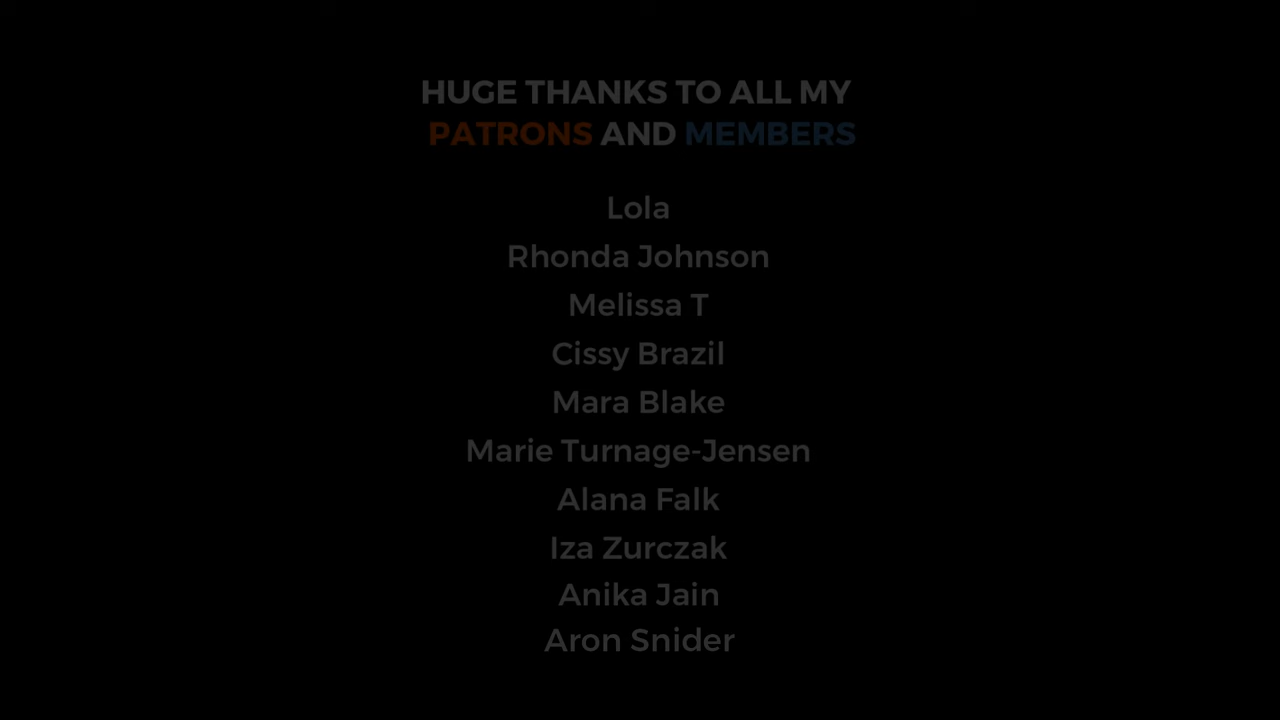 HUGE THANKS TO ALL MY
PATRONS AND MEMBERS
Lola
Rhonda Johnson
Melissa T
Cissy Brazil
Mara Blake
Marie Turnage-Jensen
Alana Falk
Iza Zurczak
Anika Jain
Aron Snider